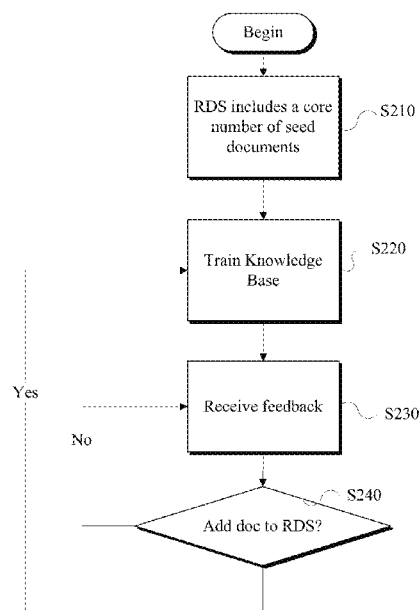 Begin
RDS includes a
core
number of seed
documents
S210
Train Knowledge
Base
S220
Yes
Receive feedback
S230
No
S240
Add doc to RDS?